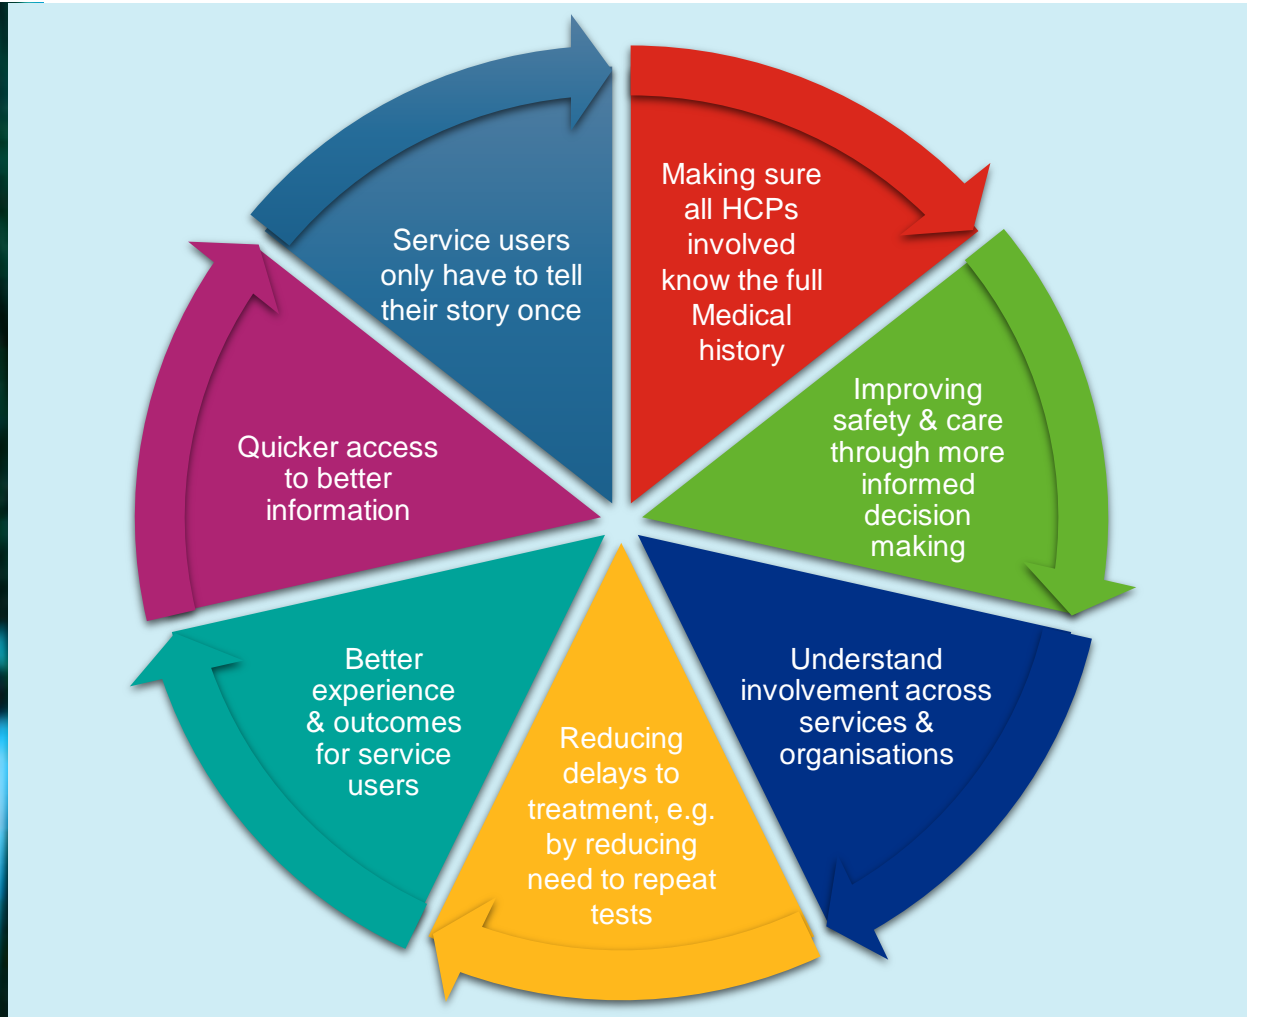 Making sure
all HCPs
involved
know the full
Medical
history
Improving
safety & care
through more
informed
decision
making
Understand
involvement across
services &
organisations
Reducing
delays to
treatment, e.g.
by reducing
need to repeat
tests
Better
experience
& outcomes
for service
users
Quicker access
to better
information
Service users
only have to tell
their story once